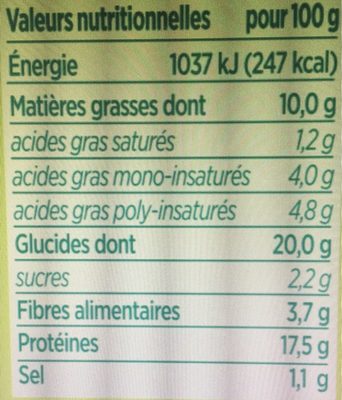 Valeurs nutritionnelles pour 100 g
Énergie 1037 kJ (247 kcal)
Matières grasses dont 10,0 g
acides gras saturés 1,2 g
acides gras mono-insaturés 4,0 g
acides gras poly-insaturés 4,8 g
Glucides dont 20,0 g
sucres 2,2 g
Fibres alimentaires 3,7 g
Protéines 17,5 g
Sel 1,1 g